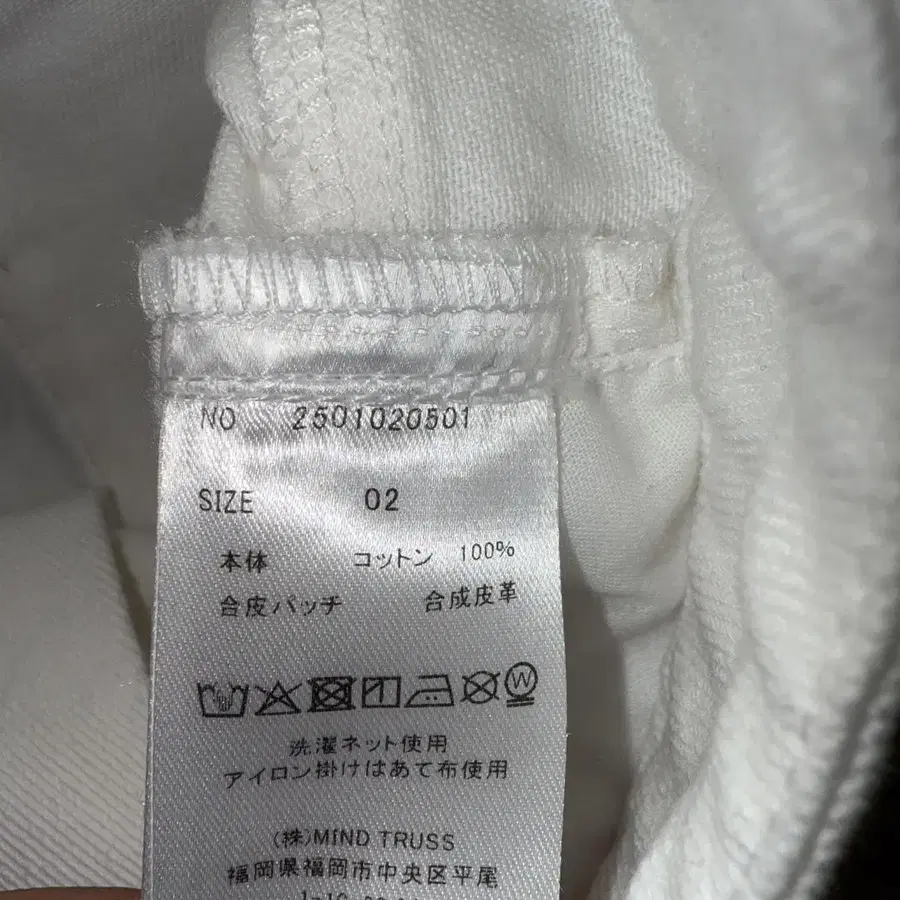 NO 2501020501
SIZE 02
本体 コットン 100%
合皮パッチ 合成皮革
W
洗濯ネット使用
アイロン掛けはあて布使用
(株)MIND TRUSS
福岡県福岡市中央区平尾